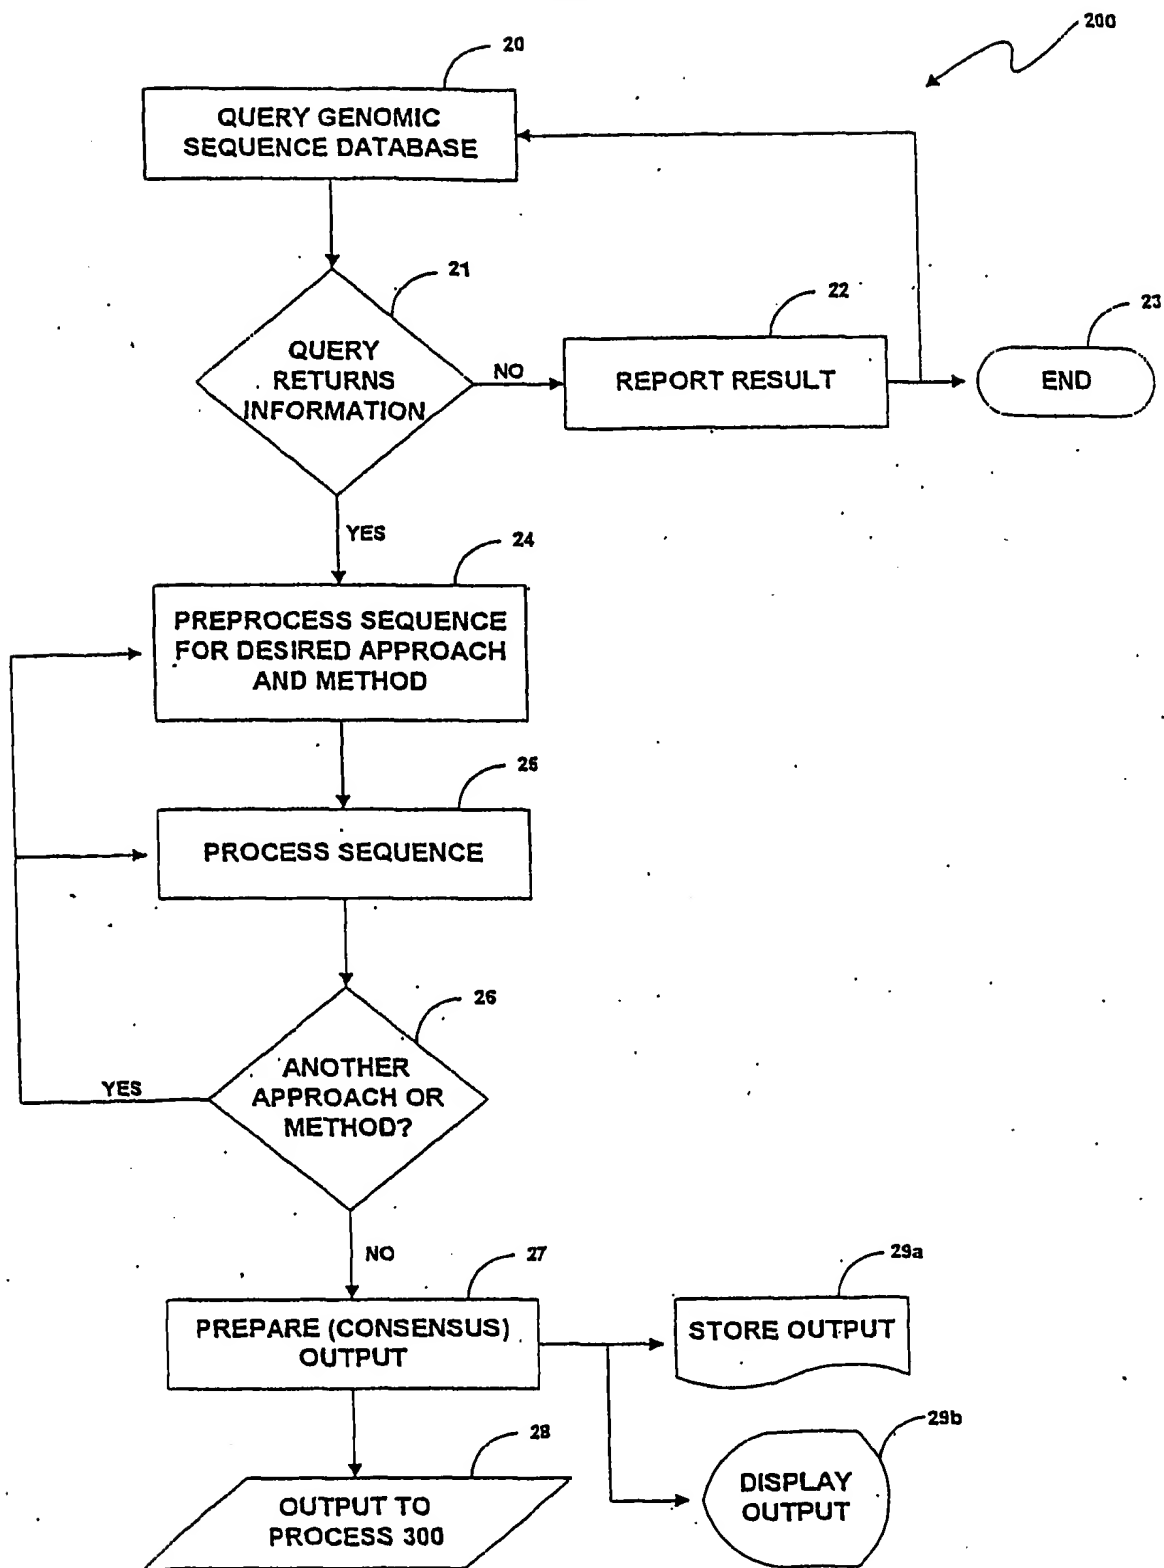 200
20
QUERY GENOMIC
SEQUENCE DATABASE
21
QUERY
RETURNS
INFORMATION
NO
22
REPORT RESULT
23
END
YES
24
PREPROCESS SEQUENCE
FOR DESIRED APPROACH
AND METHOD
25
PROCESS SEQUENCE
26
ANOTHER
APPROACH OR
METHOD?
YES
NO
27
PREPARE (CONSENSUS)
OUTPUT
29a
STORE OUTPUT
28
OUTPUT TO
PROCESS 300
29b
DISPLAY
OUTPUT